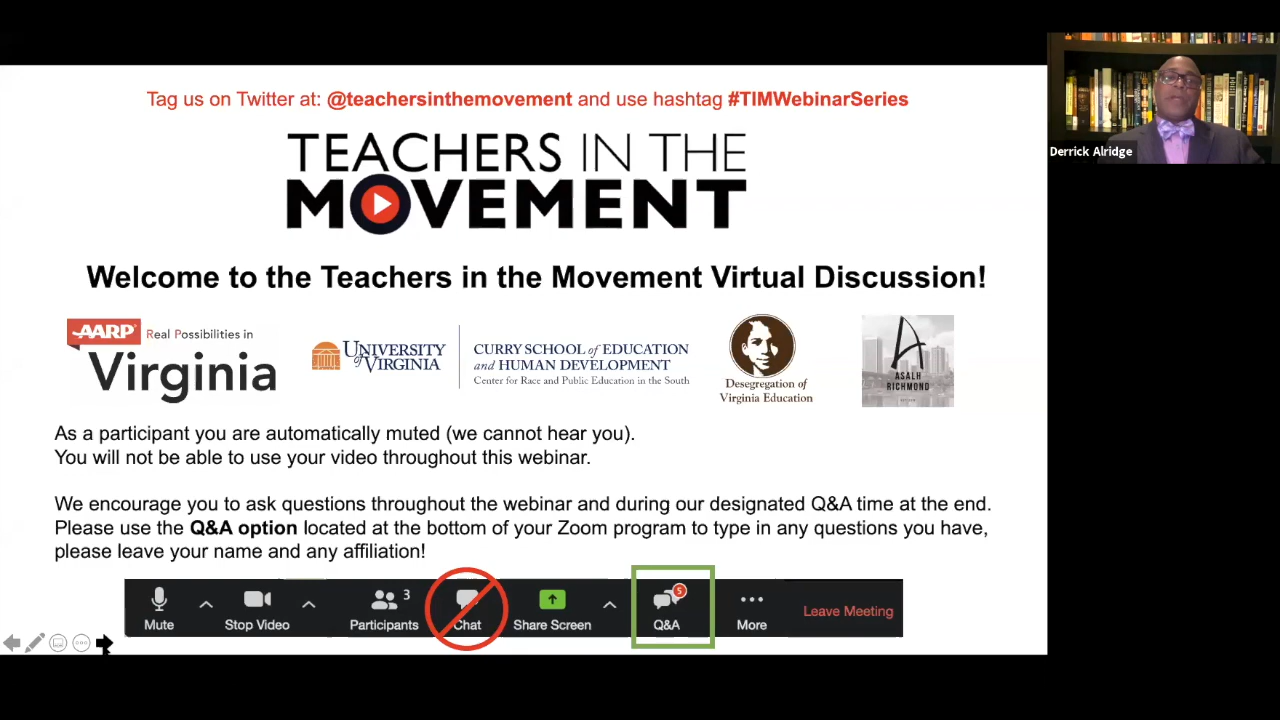 Tag us on Twitter at: @teachersinthemovement and use hashtag #TIMWebinarSeries
TEACHERS IN THE
MOVEMENT
Derrick Alridge
Welcome to the Teachers in the Movement Virtual Discussion!
AARP Real Possibilities in
Virginia
UNIVERSITY
of VIRGINIA
CURRY SCHOOL of EDUCATION
and HUMAN DEVELOPMENT
Center for Race and Public Education in the South
Desegregation of
Virginia Education
ASALH
RICHMOND
As a participant you are automatically muted (we cannot hear you).
You will not be able to use your video throughout this webinar.
We encourage you to ask questions throughout the webinar and during our designated Q&A time at the end.
Please use the Q&A option located at the bottom of your Zoom program to type in any questions you have,
please leave your name and any affiliation!
3
5
Mute
Stop Video
Participants
Chat
Share Screen
Q&A
More
Leave Meeting